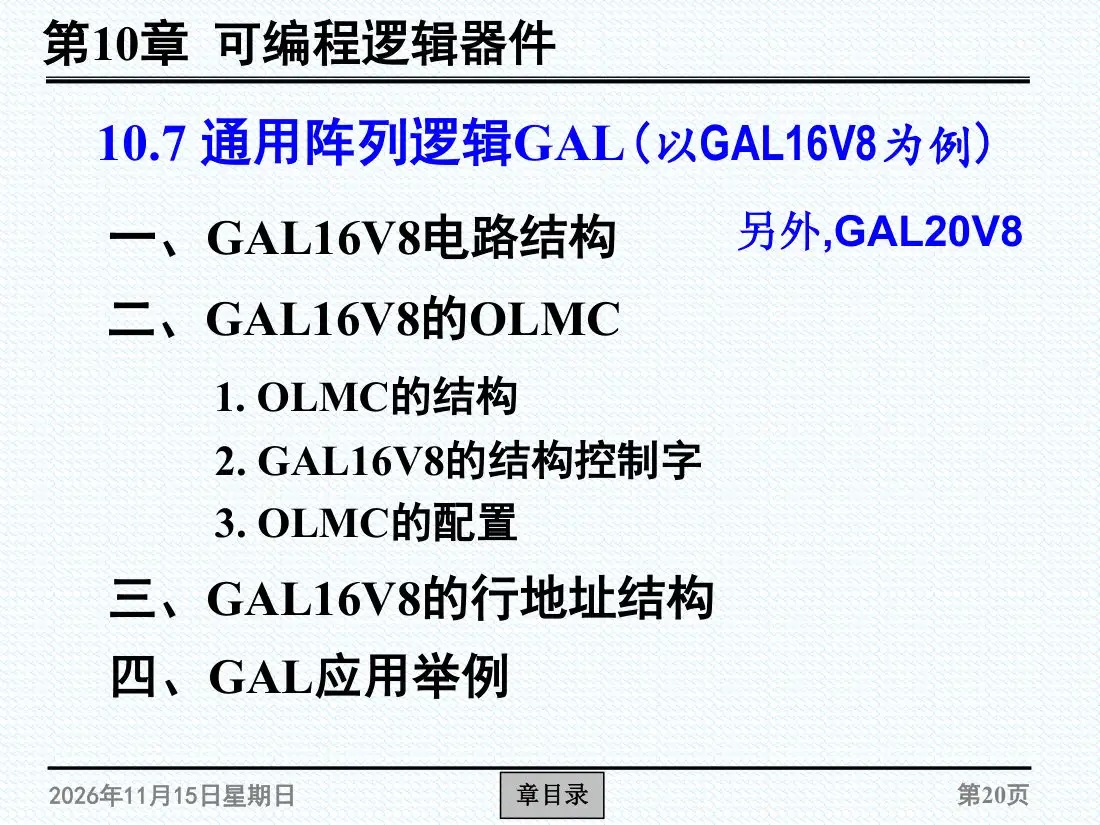 第10章 可编程逻辑器件
10.7 通用阵列逻辑GAL(以GAL16V8为例)
一、GAL16V8电路结构
另外,GAL20V8
二、GAL16V8的OLMC
1. OLMC的结构
2. GAL16V8的结构控制字
3. OLMC的配置
三、GAL16V8的行地址结构
四、GAL应用举例
2026年11月15日星期日
章目录
第20页